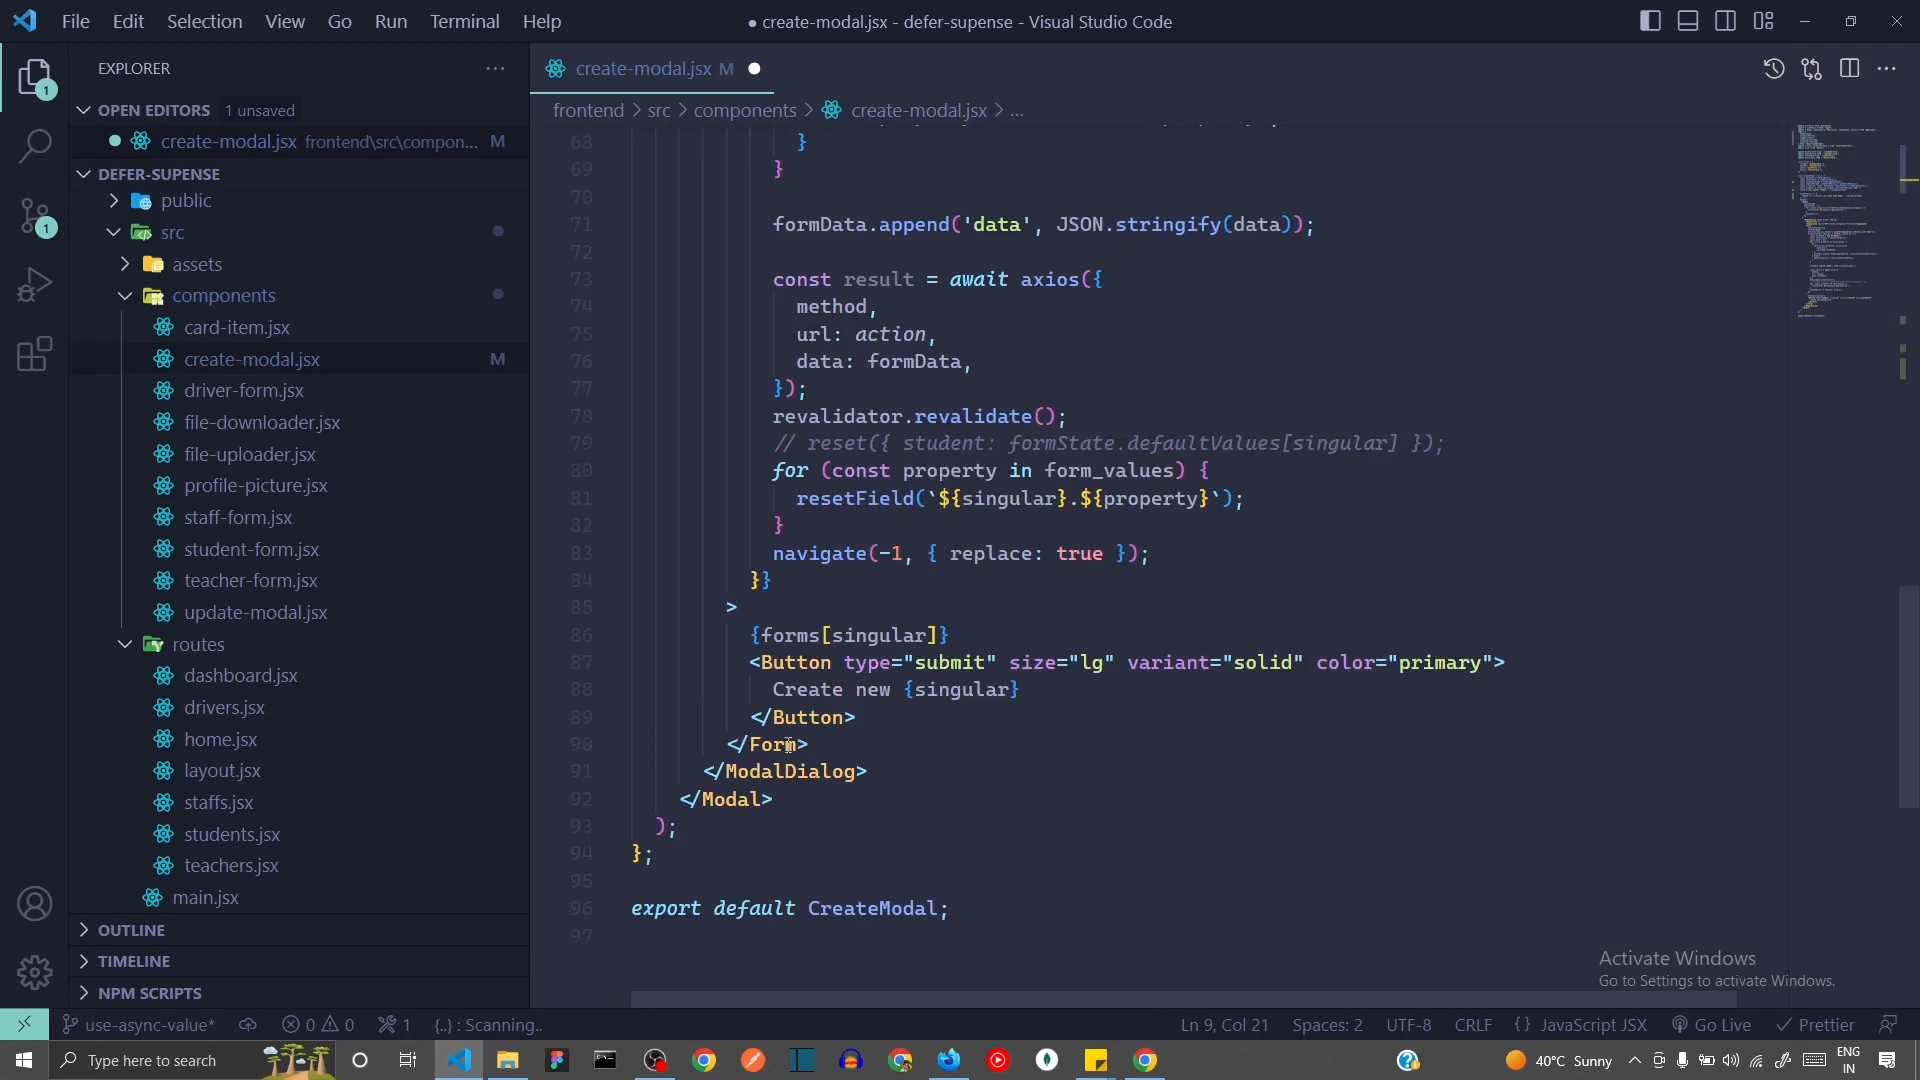 File Edit Selection View Go Run Terminal Help
● create-modal.jsx - defer-supense - Visual Studio Code
EXPLORER
OPEN EDITORS 1 unsaved
create-modal.jsx frontend\src\compon... M
DEFER-SUPENSE
public
src
assets
components
card-item.jsx
create-modal.jsx M
driver-form.jsx
file-downloader.jsx
file-uploader.jsx
profile-picture.jsx
staff-form.jsx
student-form.jsx
teacher-form.jsx
update-modal.jsx
routes
dashboard.jsx
drivers.jsx
home.jsx
layout.jsx
staffs.jsx
students.jsx
teachers.jsx
main.jsx
OUTLINE
TIMELINE
NPM SCRIPTS
1
1
create-modal.jsx M
frontend > src > components > create-modal.jsx > ...
68 }
69 }
70
71 formData.append('data', JSON.stringify(data));
72
73 const result = await axios({
74 method,
75 url: action,
76 data: formData,
77 });
78 revalidator.revalidate();
79 // reset({ student: formState.defaultValues[singular] });
80 for (const property in form_values) {
81 resetField(`${singular}.${property}`);
82 }
83 navigate(-1, { replace: true });
84 }}
85 >
86 {forms[singular]}
87 <Button type="submit" size="lg" variant="solid" color="primary">
88 Create new {singular}
89 </Button>
90 </Form>
91 </ModalDialog>
92 </Modal>
93 );
94 };
95
96 export default CreateModal;
97
Activate Windows
Go to Settings to activate Windows.
use-async-value* 0 0 1 {..} : Scanning.. Ln 9, Col 21 Spaces: 2 UTF-8 CRLF {} JavaScript JSX Go Live Prettier
Type here to search
40°C Sunny
ENG
IN